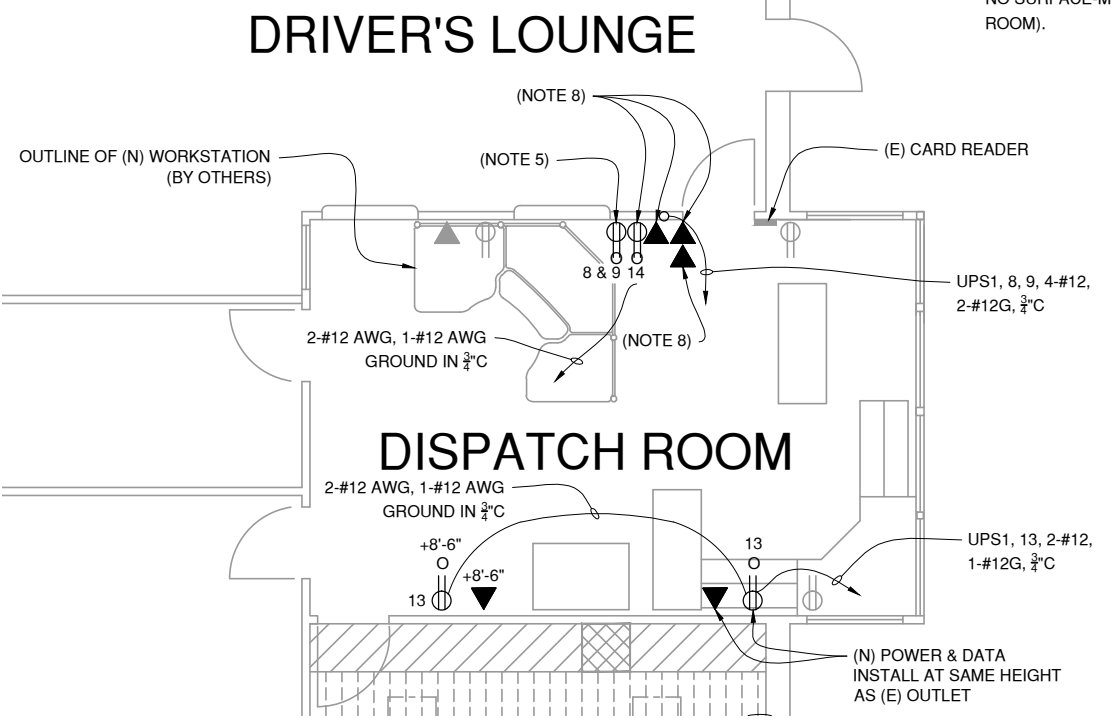 NO SURFACE-M
ROOM).
DRIVER'S LOUNGE
(NOTE 8)
OUTLINE OF (N) WORKSTATION
(BY OTHERS)
(NOTE 5)
(E) CARD READER
8 & 9 14
UPS1, 8, 9, 4-#12,
2-#12G, 3/4"C
2-#12 AWG, 1-#12 AWG
GROUND IN 3/4"C
(NOTE 8)
DISPATCH ROOM
2-#12 AWG, 1-#12 AWG
GROUND IN 3/4"C
+8'-6"
+8'-6"
13
13
UPS1, 13, 2-#12,
1-#12G, 3/4"C
(N) POWER & DATA
INSTALL AT SAME HEIGHT
AS (E) OUTLET